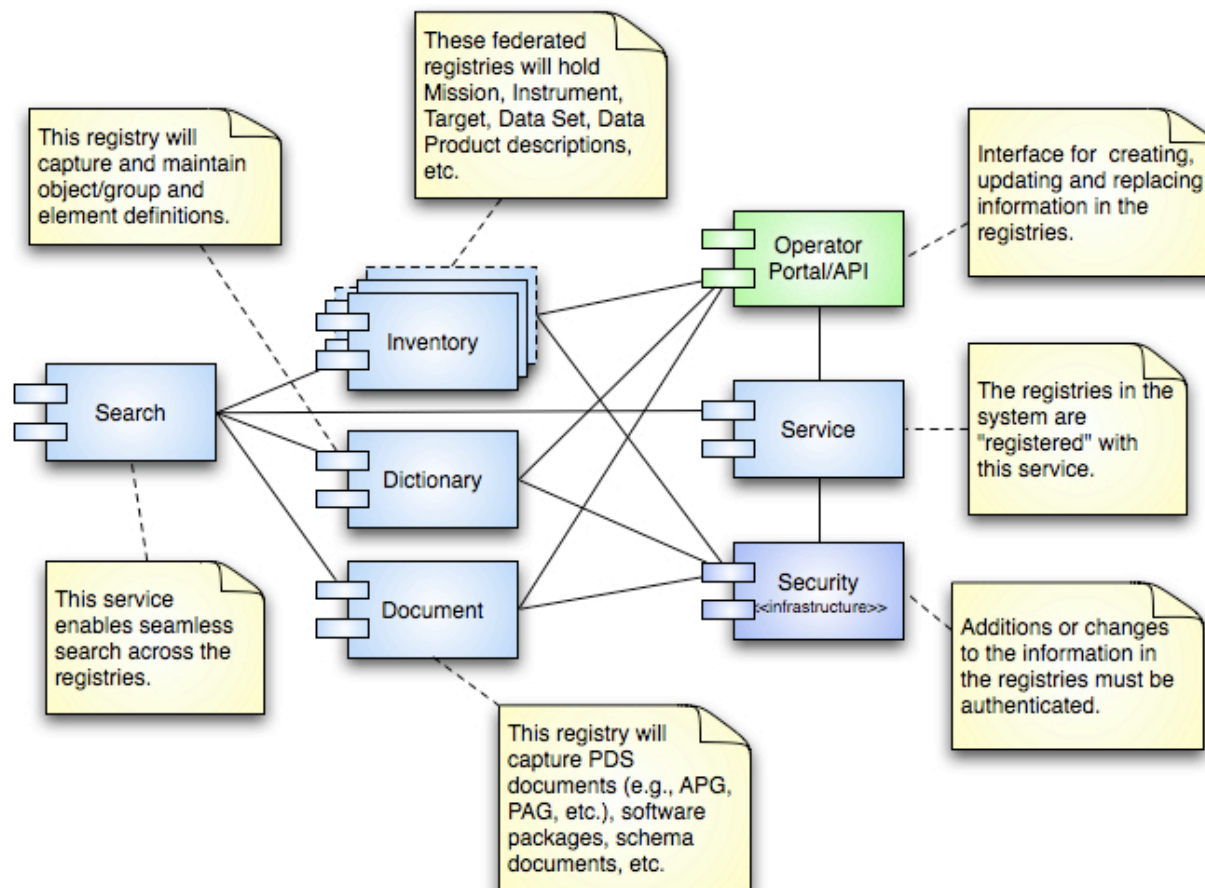 These federated
registries will hold
Mission, Instrument,
Target, Data Set, Data
Product descriptions,
etc.
This registry will
capture and maintain
object/group and
element definitions.
Interface for creating,
updating and replacing
information in the
registries.
Operator
Portal/API
Inventory
Search
Service
The registries in the
system are
"registered" with
this service.
Dictionary
Document
Security
<<infrastructure>>
This service
enables seamless
search across the
registries.
Additions or changes
to the information in
the registries must be
authenticated.
This registry will
capture PDS
documents (e.g., APG,
PAG, etc.), software
packages, schema
documents, etc.